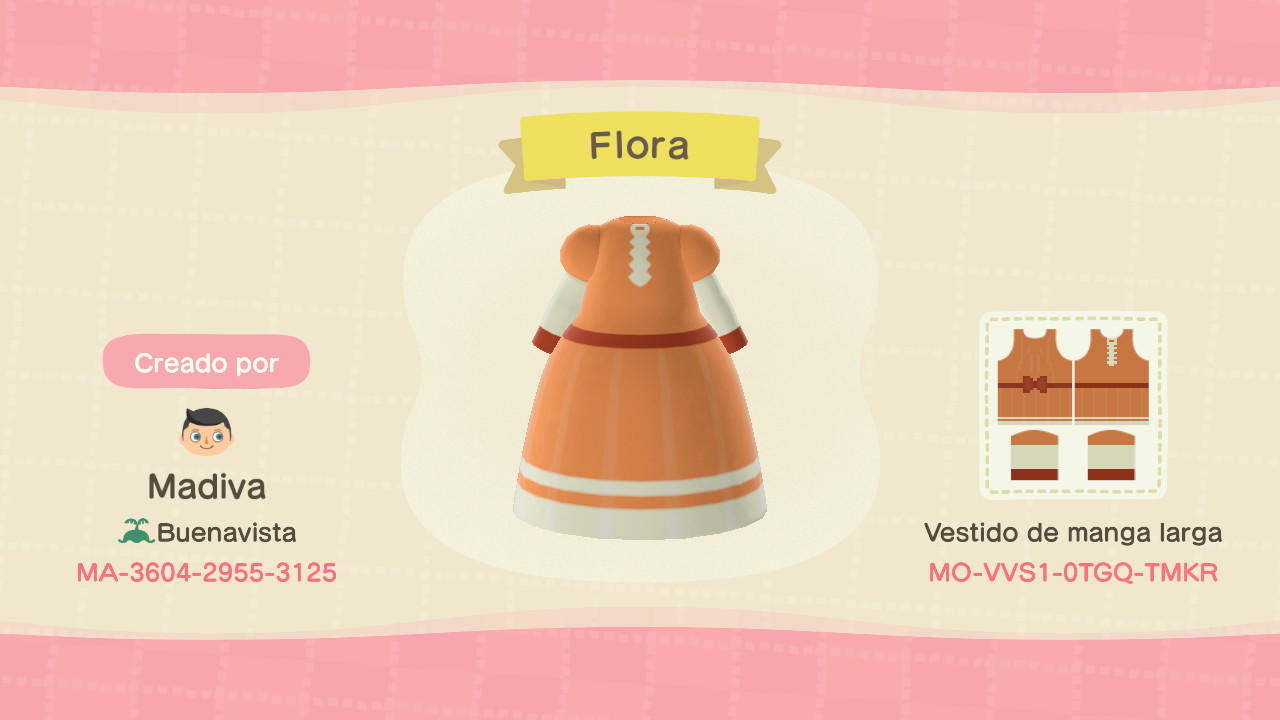 Flora
Creado por
Madiva
Buenavista
MA-3604-2955-3125
Vestido de manga larga
MO-VVS1-0TGQ-TMKR